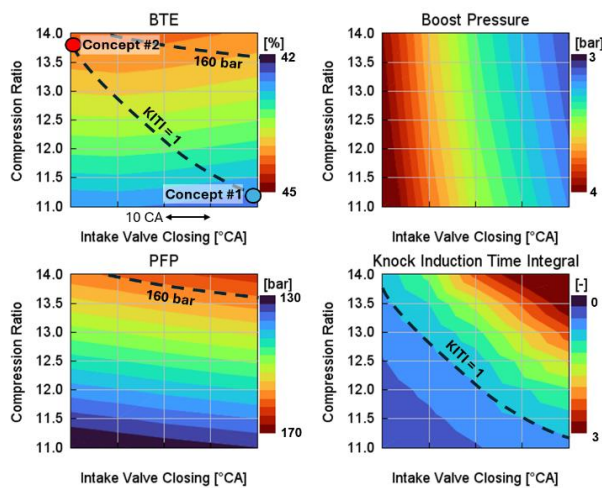 BTE
14.0
13.5
13.0
12.5
12.0
11.5
11.0
Compression Ratio
Concept #2
160 bar
KITI = 1
Concept #1
[%]
42
45
10 CA
Intake Valve Closing [°CA]
Boost Pressure
14.0
13.5
13.0
12.5
12.0
11.5
11.0
Compression Ratio
[bar]
3
4
Intake Valve Closing [°CA]
PFP
14.0
13.5
13.0
12.5
12.0
11.5
11.0
Compression Ratio
160 bar
[bar]
130
170
Intake Valve Closing [°CA]
Knock Induction Time Integral
14.0
13.5
13.0
12.5
12.0
11.5
11.0
Compression Ratio
KITI = 1
[-]
0
3
Intake Valve Closing [°CA]